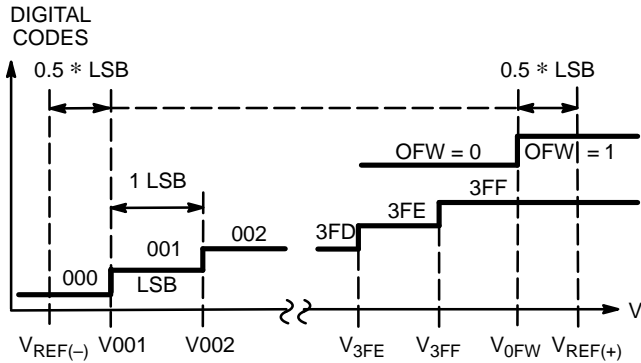 DIGITAL
CODES
0.5 * LSB
0.5 * LSB
OFW = 0
OFW = 1
1 LSB
3FF
3FE
3FD
002
001
000
LSB
V
VREF(–)
V001
V002
V3FE
V3FF
V0FW
VREF(+)